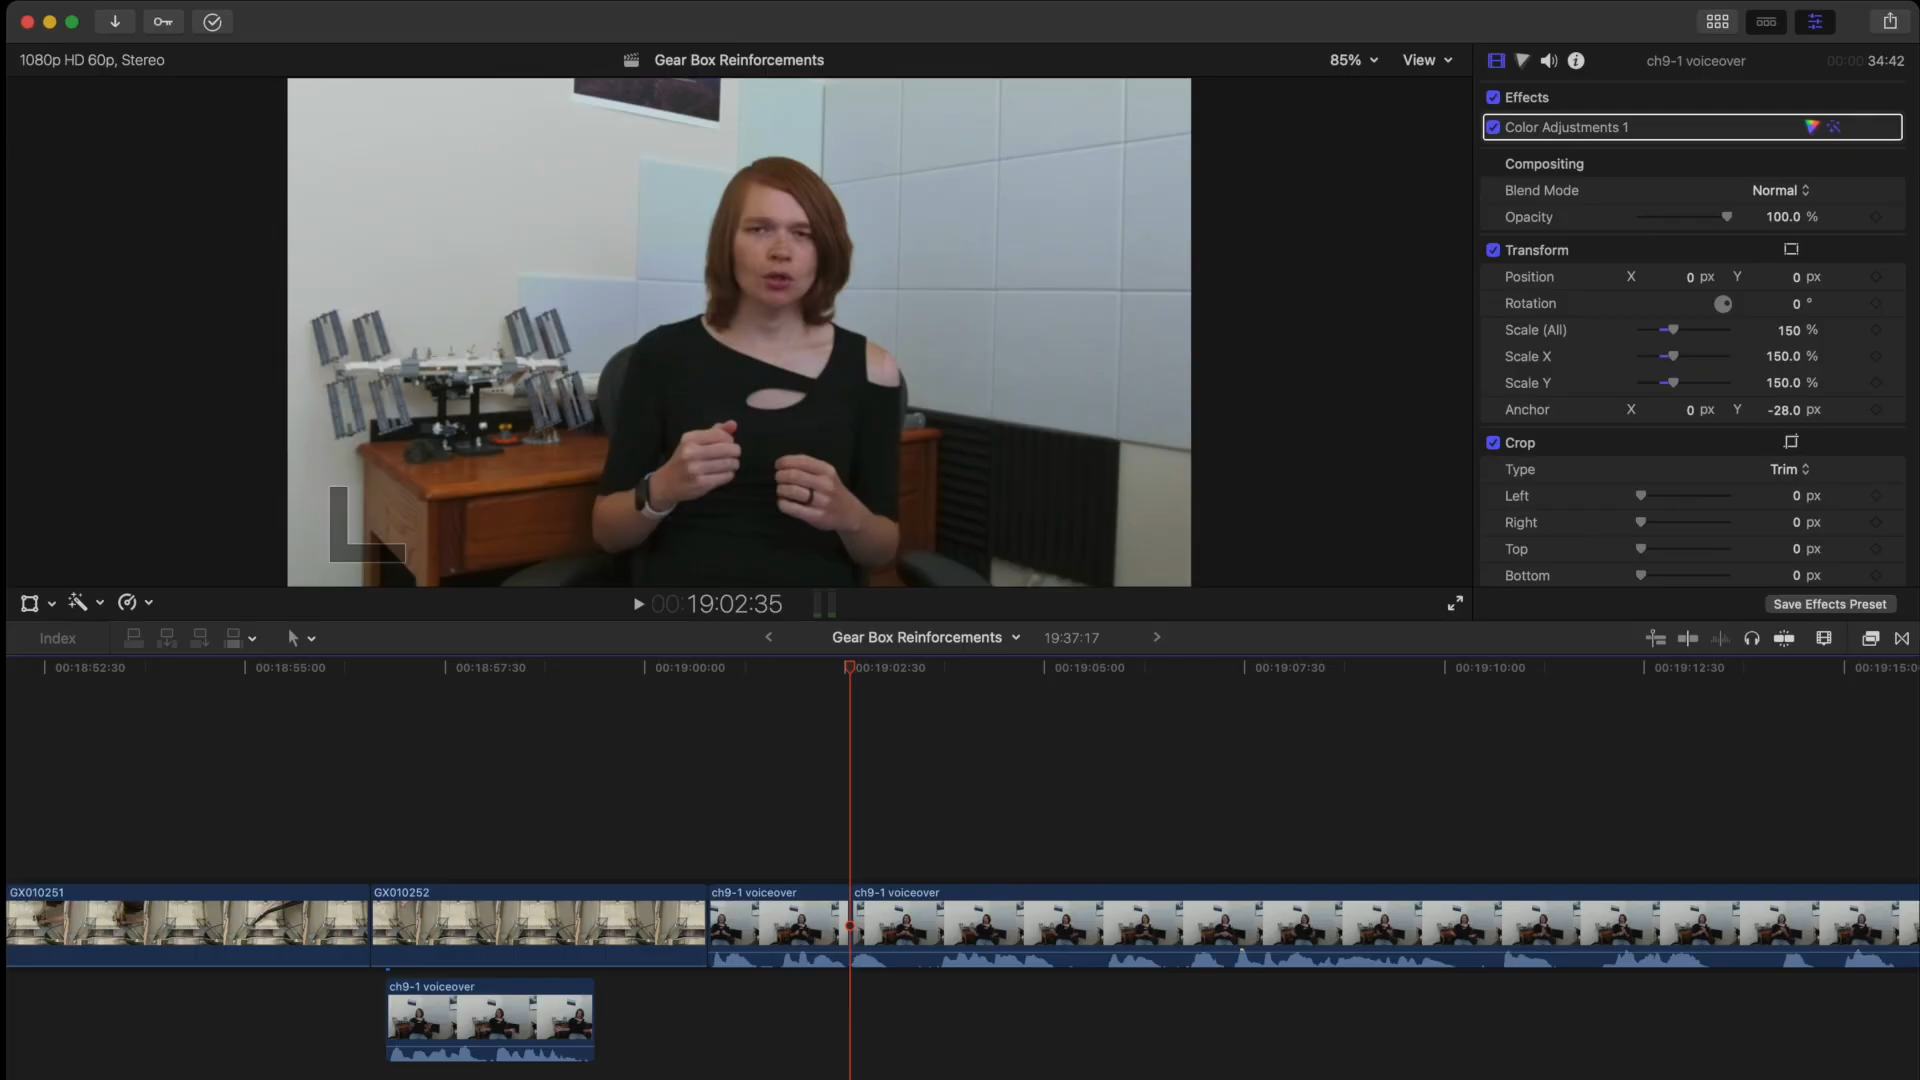 1080p HD 60p, Stereo
Gear Box Reinforcements
85%
View
ch9-1 voiceover
00:00 34:42
Effects
Color Adjustments 1
Compositing
Blend Mode Normal
Opacity 100.0 %
Transform
Position X 0 px Y 0 px
Rotation 0 °
Scale (All) 150 %
Scale X 150.0 %
Scale Y 150.0 %
Anchor X 0 px Y -28.0 px
Crop
Type Trim
Left 0 px
Right 0 px
Top 0 px
Bottom 0 px
00:19:02:35
Save Effects Preset
Index
Gear Box Reinforcements
19:37:17
00:18:52:30 00:18:55:00 00:18:57:30 00:19:00:00 00:19:02:30 00:19:05:00 00:19:07:30 00:19:10:00 00:19:12:30 00:19:15:0
GX010251 GX010252 ch9-1 voiceover ch9-1 voiceover
ch9-1 voiceover